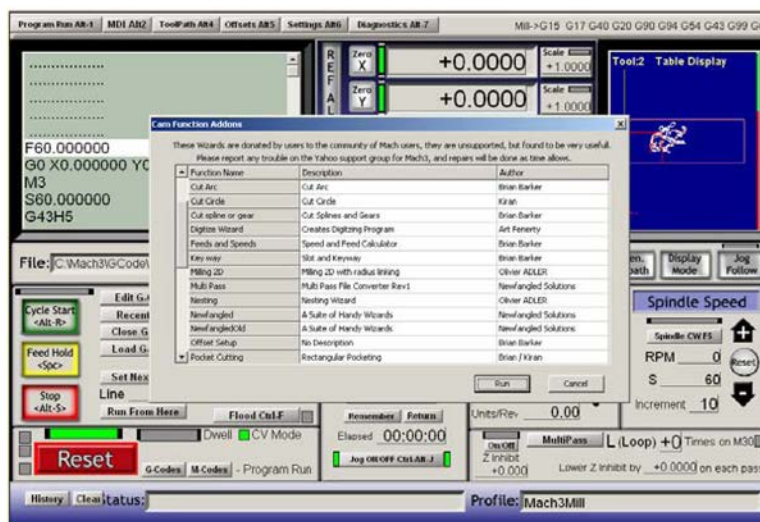 Program Run Alt-1 MDI Alt2 ToolPath Alt4 Offsets Alt5 Settings Alt6 Diagnostics Alt-7 Mill->G15 G17 G40 G20 G90 G94 G54 G43 G99
REF AL
Zero X +0.0000 Scale +1.0000
Zero Y +0.0000 Scale +1.0000
Tool:2 Table Display
F60.000000
G0 X0.000000
M3
S60.000000
G43H5
Cam Function Addons
These Wizards are donated by users to the community of Mach users, they are unsupported, but found to be very usefull.
Please report any trouble on the Yahoo support group for Mach3, and repairs will be done as time allows.
Function Name Description Author
Cut Arc Cut Arc Brian Barker
Cut Circle Cut Circle Kiran
Cut spline or gear Cut Splines and Gears Brian Barker
Digitize Wizard Creates Digitzing Program Art Fenerty
Feeds and Speeds Speed and Feed Calculator Brian Barker
Key way Slot and Keyway Brian Barker
Milling 2D Milling 2D with radius linking Olivier ADLER
Multi Pass Multi Pass File Converter Rev1 Newfangled Solutions
Nesting Nesting Wizard Olivier ADLER
Newfangled A Suite of Handy Wizards Newfangled Solutions
NewfangledOld A Suite of Handy Wizards Newfangled Solutions
Offset Setup No Description Brian Barker
Pocket Cutting Rectangular Pocketing Brian / Kiran
Run Cancel
File: C:\Mach3\GCode\
Display Mode Jog Follow
Cycle Start <Alt-R>
Feed Hold <Spc>
Stop <Alt-S>
Edit G
Recent
Close G
Load G
Set Nex
Line
Run From Here
Flood Ctrl-F
Dwell CV Mode
Reset
G-Codes M-Codes - Program Run
Remember Return
Elapsed 00:00:00
Jog ON/OFF Ctrl-Alt-J
Units/Rev 0.00
Spindle Speed
Spindle CW F5
RPM 0 Reset
S 60
Increment 10
On/Off MultiPass L (Loop) +0 Times on M30
Z Inhibit
+0.000 Lower Z Inhibit by +0.0000 on each pass
History Clear Status: Profile: Mach3Mill